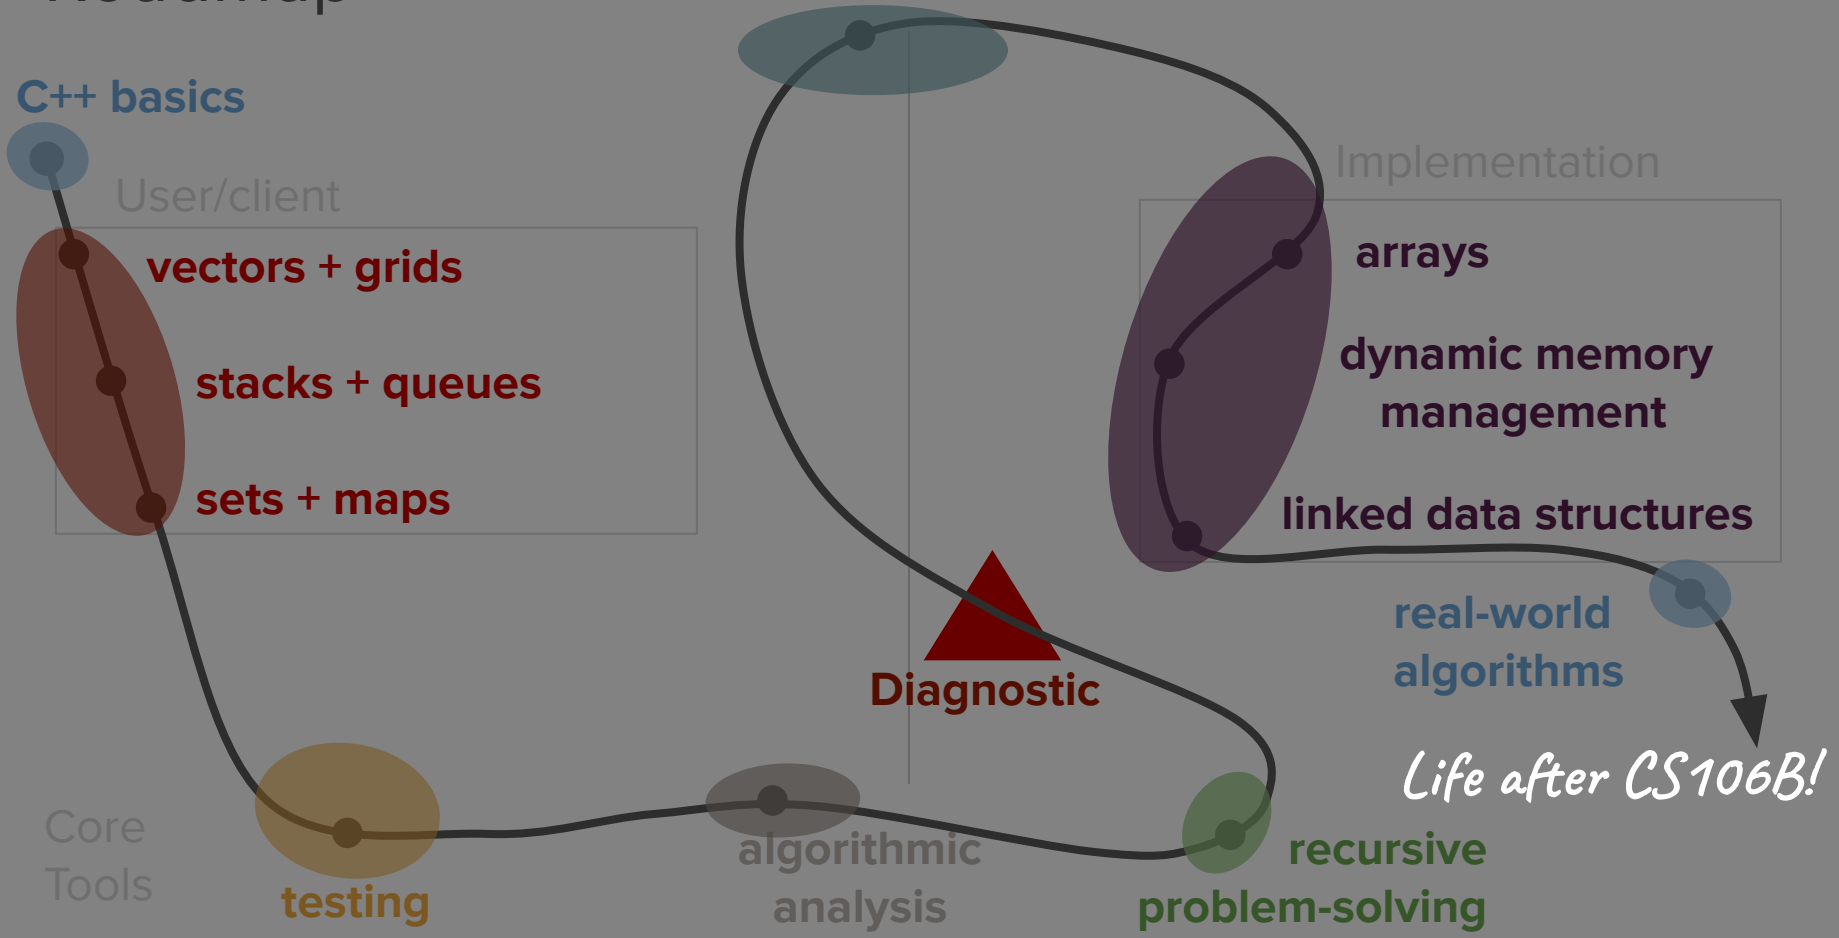 Roadmap
C++ basics
User/client
vectors + grids
stacks + queues
sets + maps
Implementation
arrays
dynamic memory
management
linked data structures
real-world
algorithms
Diagnostic
Life after CS106B!
Core
Tools
testing
algorithmic
analysis
recursive
problem-solving